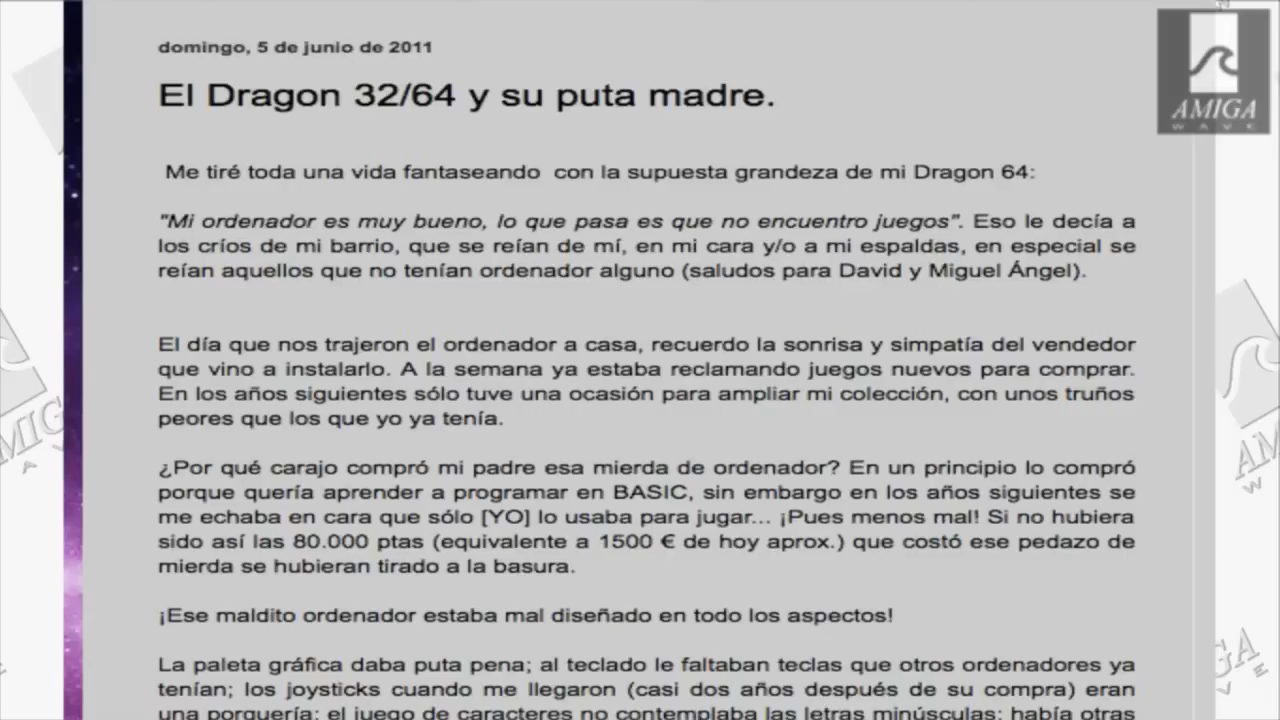 domingo, 5 de junio de 2011
El Dragon 32/64 y su puta madre.
Me tiré toda una vida fantaseando con la supuesta grandeza de mi Dragon 64:
"Mi ordenador es muy bueno, lo que pasa es que no encuentro juegos". Eso le decía a
los críos de mi barrio, que se reían de mí, en mi cara y/o a mi espaldas, en especial se
reían aquellos que no tenían ordenador alguno (saludos para David y Miguel Ángel).
El día que nos trajeron el ordenador a casa, recuerdo la sonrisa y simpatía del vendedor
que vino a instalarlo. A la semana ya estaba reclamando juegos nuevos para comprar.
En los años siguientes sólo tuve una ocasión para ampliar mi colección, con unos truños
peores que los que yo ya tenía.
¿Por qué carajo compró mi padre esa mierda de ordenador? En un principio lo compró
porque quería aprender a programar en BASIC, sin embargo en los años siguientes se
me echaba en cara que sólo [YO] lo usaba para jugar... ¡Pues menos mal! Si no hubiera
sido así las 80.000 ptas (equivalente a 1500 € de hoy aprox.) que costó ese pedazo de
mierda se hubieran tirado a la basura.
¡Ese maldito ordenador estaba mal diseñado en todo los aspectos!
La paleta gráfica daba puta pena; al teclado le faltaban teclas que otros ordenadores ya
tenían; los joysticks cuando me llegaron (casi dos años después de su compra) eran
una porquería; el juego de caracteres no contemplaba las letras minúsculas; había otras
AMIGA
WAVE